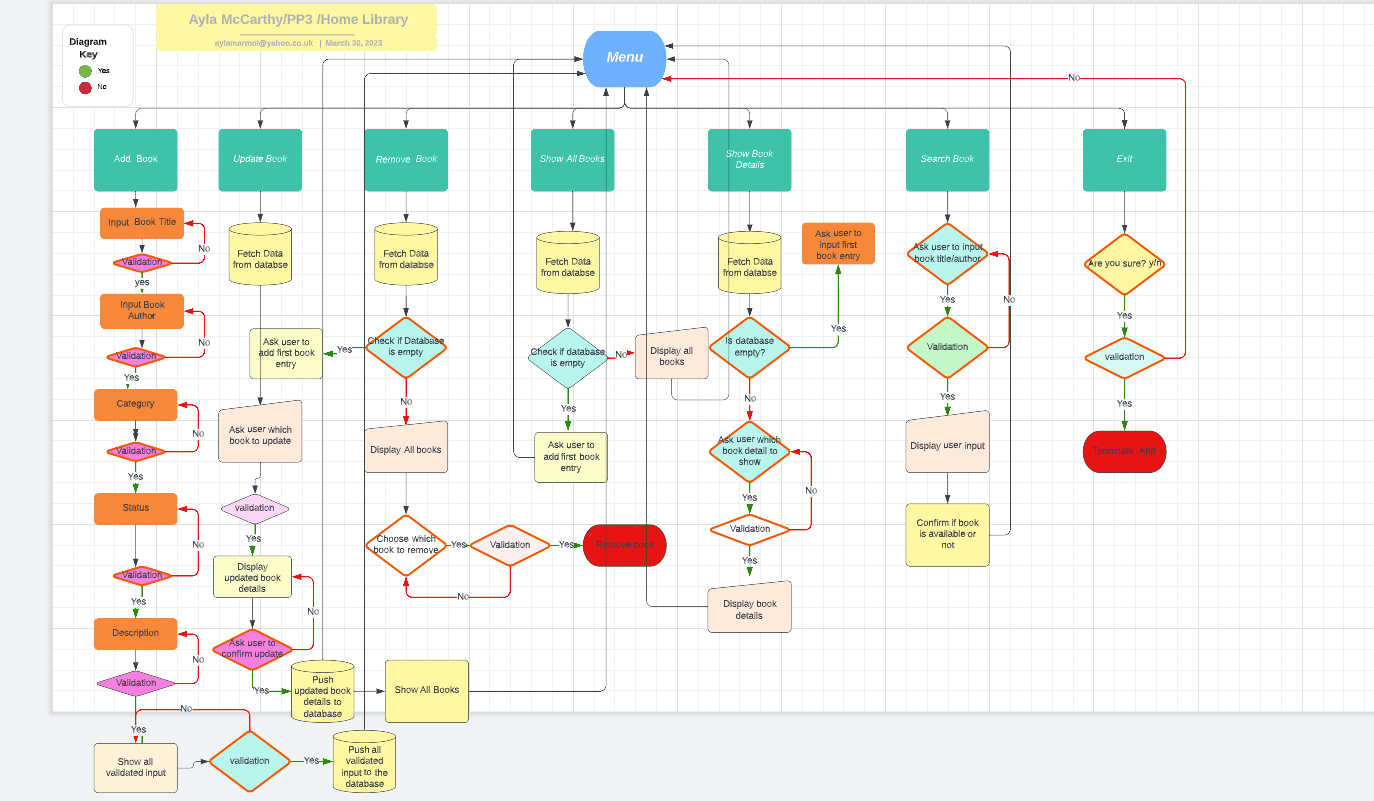 Ayla McCarthy/PP3 /Home Library
aylamarmol@yahoo.co.uk | March 30, 2023
Diagram
Key
Yes
No
Menu
No
Add Book
Update Book
Remove Book
Show All Books
Show Book
Details
Search Book
Exit
Input Book Title
Validation
No
yes
Input Book
Author
Validation
No
Yes
Category
Validation
No
Yes
Status
Validation
No
Yes
Description
Validation
No
Yes
No
Show all
validated input
validation
Yes
Push all
validated
input to the
database
Fetch Data
from databse
Ask user which
book to update
validation
Yes
Display
updated book
details
No
Ask user to
confirm update
Yes
Push
updated book
details to
database
Show All Books
Fetch Data
from databse
Check if Database
is empty
Yes
Ask user to
add first book
entry
No
Display All books
Choose which
book to remove
Yes
Validation
Yes
Remove book
No
Fetch Data
from databse
Check if database
is empty
No
Display all
books
Yes
Ask user to
add first book
entry
Fetch Data
from databse
Is database
empty?
Yes
Ask user to
input first
book entry
No
Ask user which
book detail to
show
No
Yes
Validation
Yes
Display book
details
Ask user to input
book title/author
Yes
No
Validation
Yes
Display user input
Confirm if book
is available or
not
Are you sure? y/n
Yes
validation
Yes
Terminate App